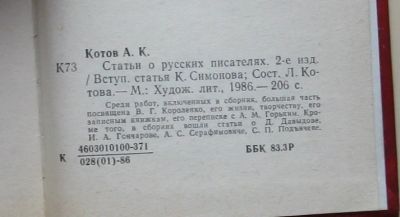 Котов А. К.
К73 Статьи о русских писателях. 2-е изд.
/ Вступ. статья К. Симонова; Сост. Л. Ко-
това.— М.: Худож. лит., 1986.— 206 с.
Среди работ, включенных в сборник, большая часть
посвящена В. Г. Короленко, его жизни, творчеству, его
записным книжкам, его переписке с А. М. Горьким. Кро-
ме того, в сборник вошли статьи о Д. Давыдове,
И. А. Гончарове, А. С. Серафимовиче, С. П. Подъячеве.
К 4603010100-371
028(01)-86
ББК 83.3Р